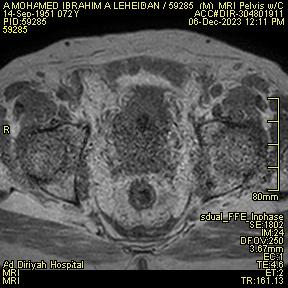 A MOHAMED IBRAHIM A LEHEIDAN / 59285 (M) MRI Pelvis w/C
14-Sep-1951 072Y ACC#DIR-304801911
PID:59285 06-Dec-2023 12:11 PM
59285
R
80mm
sdual_FFE_Inphase
SE:1802
IM:24
DFOV:250
3.67mm
EC:1
Ad Diriyah Hospital TE:4.6
MRI ET:2
MRI TR:161.13